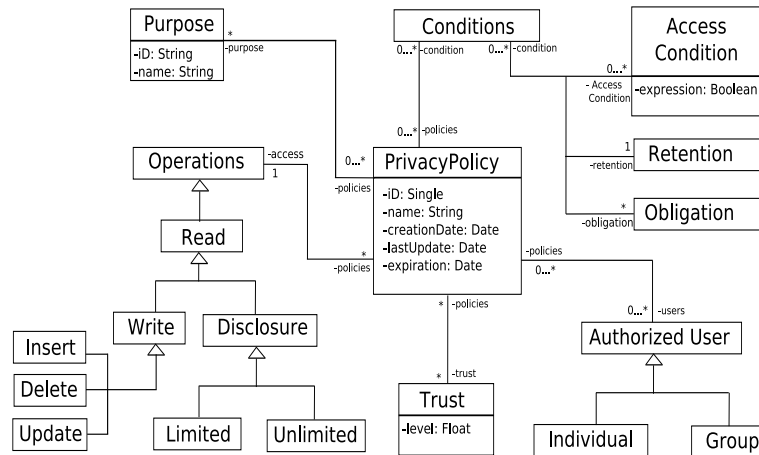 Purpose
-iD: String
-name: String
*
-purpose
Conditions
0...*
-condition
0...*
-condition
Access
Condition
-expression: Boolean
0...*
- Access
Condition
1
-retention
Retention
*
-obligation
Obligation
0...*
-policies
0...*
-policies
Operations
-access
1
PrivacyPolicy
-iD: Single
-name: String
-creationDate: Date
-lastUpdate: Date
-expiration: Date
*
-policies
-policies
0...*
Read
Write
Disclosure
Insert
Delete
Update
Limited
Unlimited
*
-policies
*
-trust
Trust
-level: Float
0...*
-users
Authorized User
Individual
Group